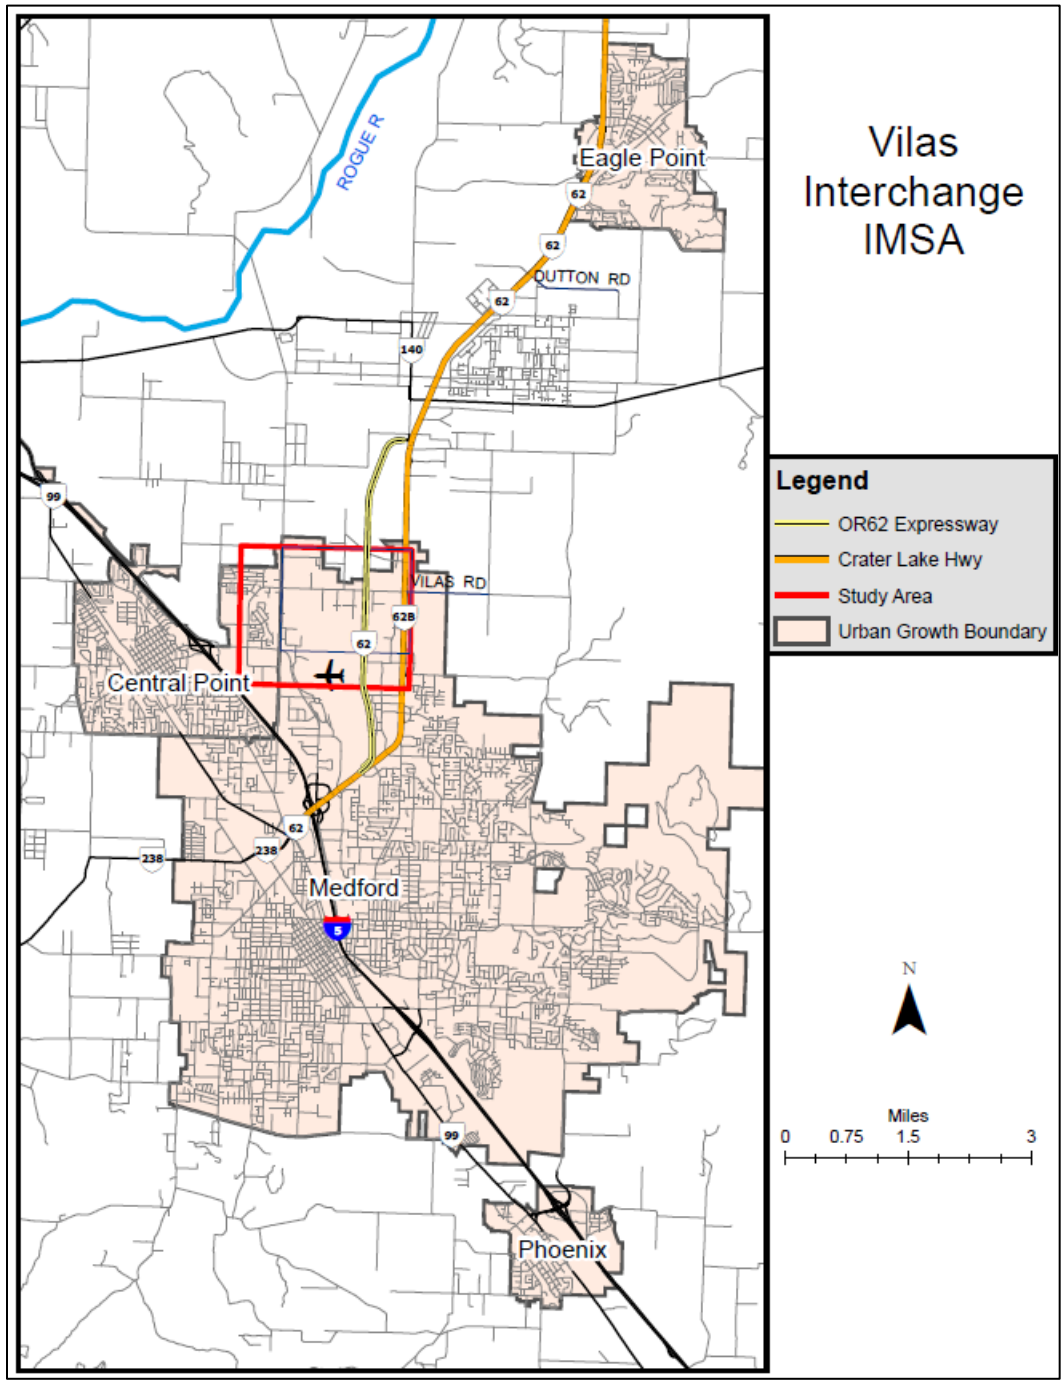 Vilas
Interchange
IMSA
ROGUE R
Eagle Point
62
62
DUTTON RD
62
140
99
VILAS RD
62B
62
Central Point
62
238
238
Medford
5
99
Phoenix
Legend
OR62 Expressway
Crater Lake Hwy
Study Area
Urban Growth Boundary
N
Miles
0 0.75 1.5 3